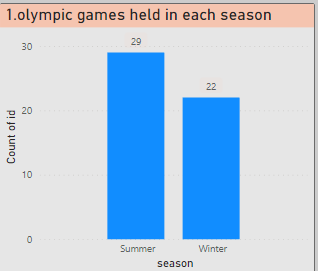 1.olympic games held in each season
30
29
22
20
10
0
Count of id
Summer
Winter
season